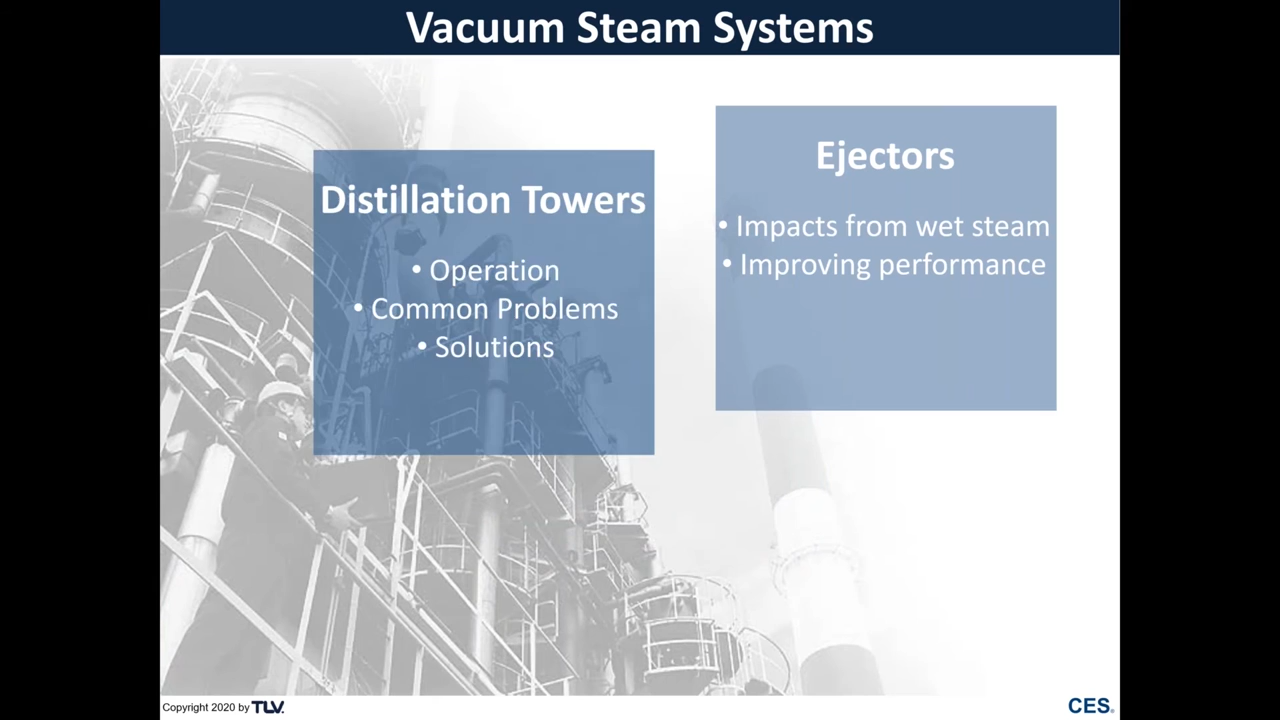 Vacuum Steam Systems
Distillation Towers
• Operation
• Common Problems
• Solutions
Ejectors
• Impacts from wet steam
• Improving performance
Copyright 2020 by TLV.
CES®